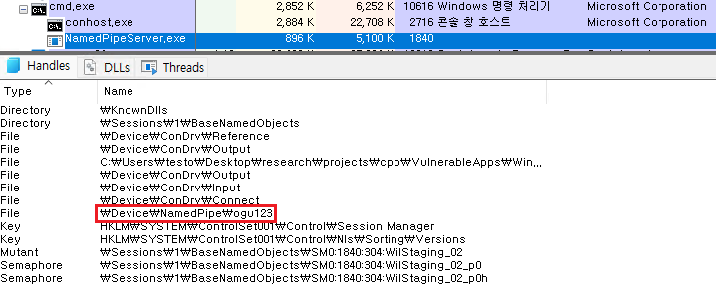 cmd.exe 2,852 K 6,252 K 10616 Windows 명령 처리기 Microsoft Corporation
conhost.exe 2,884 K 22,708 K 2716 콘솔 창 호스트 Microsoft Corporation
NamedPipeServer.exe 896 K 5,100 K 1840
Handles DLLs Threads
Type Name
Directory ₩KnownDlls
Directory ₩Sessions₩1₩BaseNamedObjects
File ₩Device₩ConDrv₩Reference
File ₩Device₩ConDrv₩Output
File C:₩Users₩testo₩Desktop₩research₩projects₩cpp₩VulnerableApps₩Win...
File ₩Device₩ConDrv₩Output
File ₩Device₩ConDrv₩Input
File ₩Device₩ConDrv₩Connect
File ₩Device₩NamedPipe₩ogu123
Key HKLM₩SYSTEM₩ControlSet001₩Control₩Session Manager
Key HKLM₩SYSTEM₩ControlSet001₩Control₩Nls₩Sorting₩Versions
Mutant ₩Sessions₩1₩BaseNamedObjects₩SM0:1840:304:WilStaging_02
Semaphore ₩Sessions₩1₩BaseNamedObjects₩SM0:1840:304:WilStaging_02_p0
Semaphore ₩Sessions₩1₩BaseNamedObjects₩SM0:1840:304:WilStaging_02_p0h